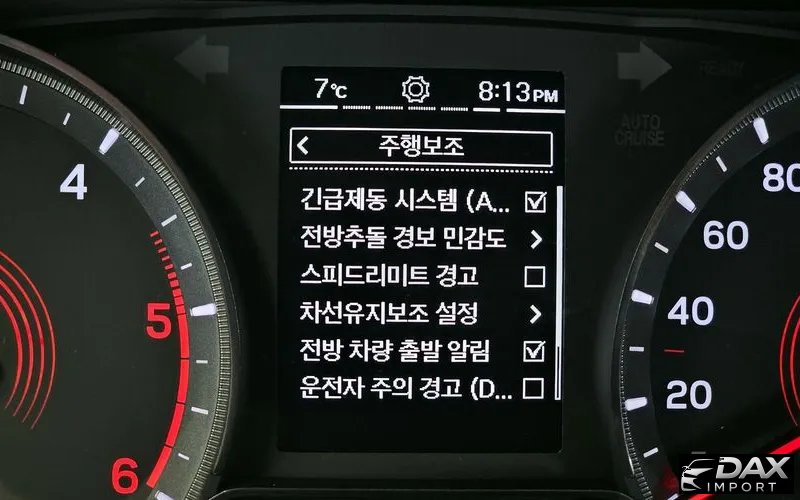 7℃ 8:13PM
READY
AUTO
CRUISE
주행보조
긴급제동 시스템 (A...
전방추돌 경보 민감도
스피드리미트 경고
차선유지보조 설정
전방 차량 출발 알림
운전자 주의 경고 (D...
4
5
6
80
60
40
20
DAX
IMPORT